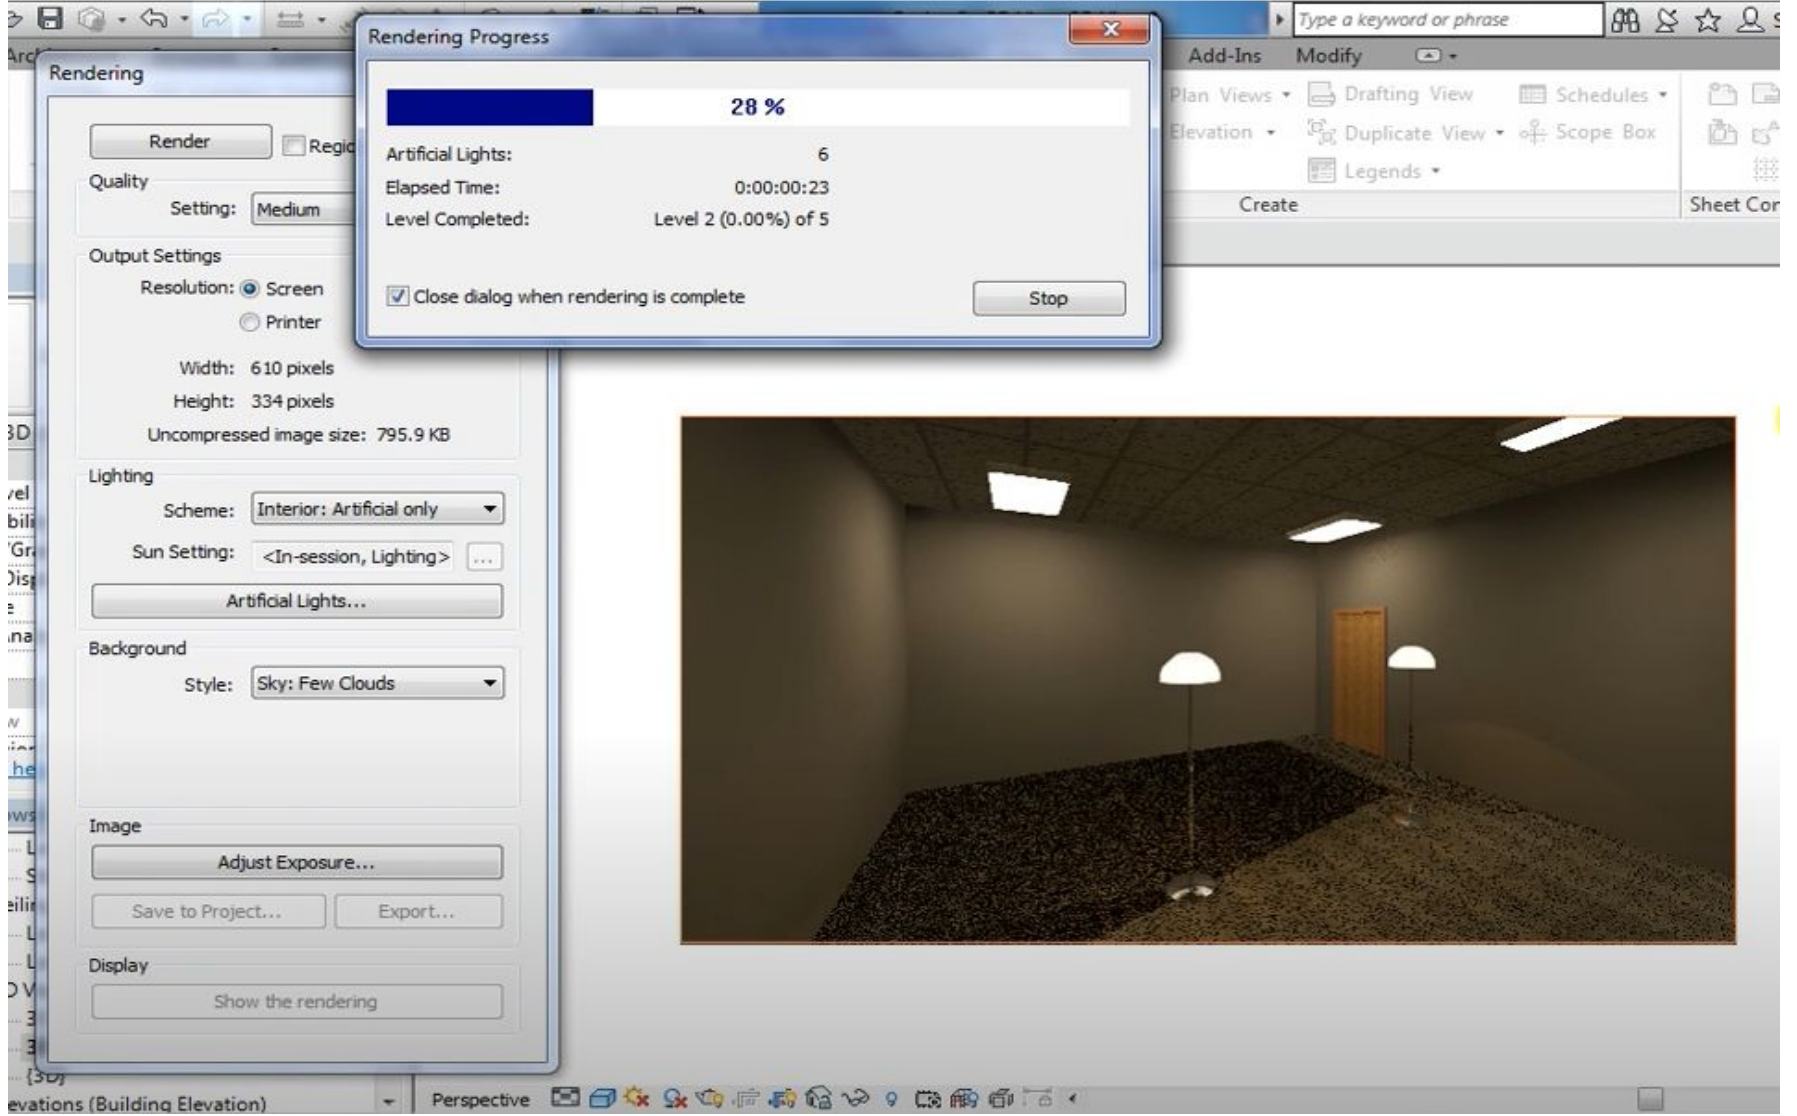 Type a keyword or phrase
Rendering Progress
Add-Ins Modify
Rendering
28 %
Plan Views Drafting View Schedules
Render
Artificial Lights: 6
Elevation Duplicate View Scope Box
Quality
Elapsed Time: 0:00:00:23
Legends
Setting: Medium
Level Completed: Level 2 (0.00%) of 5
Create
Output Settings
Resolution: Screen
Close dialog when rendering is complete
Stop
Printer
Width: 610 pixels
Height: 334 pixels
Uncompressed image size: 795.9 KB
3D
Lighting
Scheme: Interior: Artificial only
Sun Setting: <In-session, Lighting> ...
Artificial Lights...
Background
Style: Sky: Few Clouds
Image
Adjust Exposure...
Save to Project... Export...
Display
Show the rendering
{3D}
(Building Elevation)
Perspective